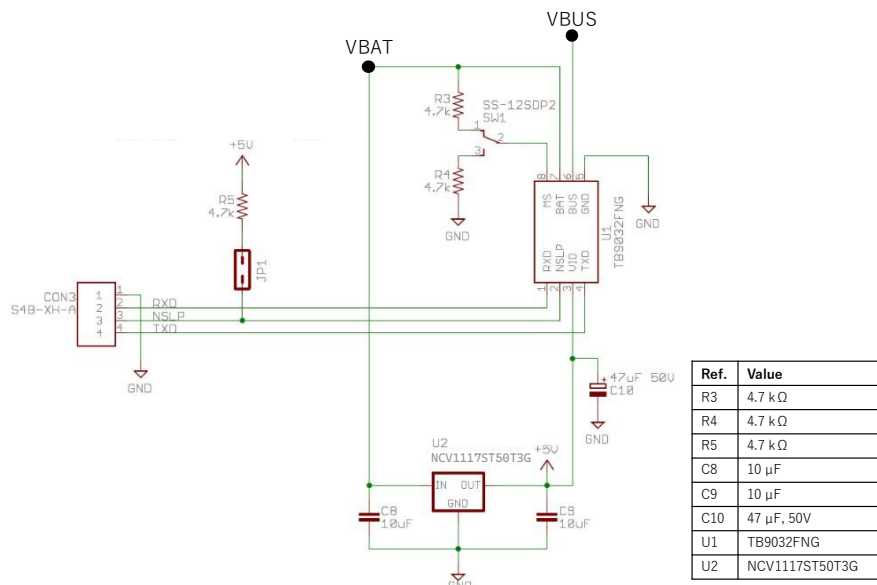 VBUS
VBAT
R3
4.7k
SS-12SDP2
SW1
1
2
3
R4
4.7k
GND
+5V
R5
4.7k
JP1
8
7
6
5
MS
BAT
BUS
GND
U1
TB9032FNG
RXD
NSLP
VIO
TXD
1
2
3
4
GND
CON3
S4B-XH-A
1
2
3
4
1
2
3
4
RXD
NSLP
TXD
GND
47uF 50V
+
C10
GND
U2
NCV1117ST50T3G
+5V
IN OUT
GND
C8
10uF
C9
10uF
GND
Ref. Value
R3 4.7 kΩ
R4 4.7 kΩ
R5 4.7 kΩ
C8 10 μF
C9 10 μF
C10 47 μF, 50V
U1 TB9032FNG
U2 NCV1117ST50T3G